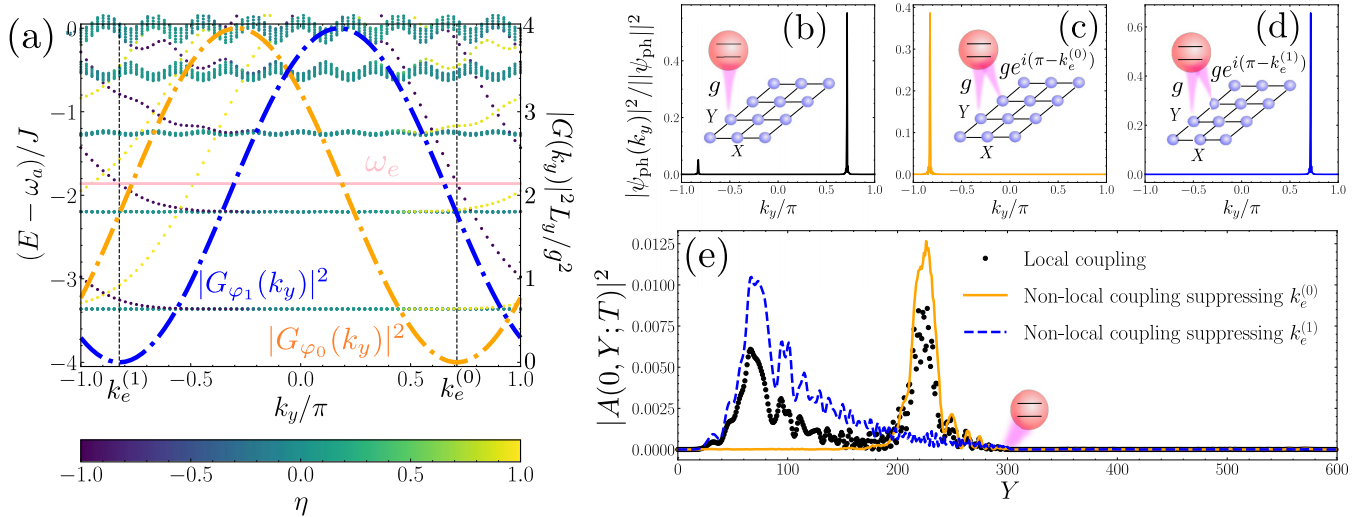 (a)
(E − ω_a)/J
0
−1
−2
−3
−4
ω_e
|G_{φ_1}(k_y)|^2
|G_{φ_0}(k_y)|^2
4
3
2
1
0
|G(k_y)|^2 L_y/g^2
−1.0 −0.5 0.0 0.5 1.0
k_e^{(1)} k_e^{(0)}
k_y/π
−1.0 −0.5 0.0 0.5 1.0
η
|ψ_ph(k_y)|^2/||ψ_ph||^2
(b)
0.6
0.4
0.2
0.0
g
Y
X
−1.0 −0.5 0.0 0.5 1.0
k_y/π
(c)
0.4
0.3
0.2
0.1
0.0
g
ge^{i(π−k_e^{(0)})}
Y
X
−1.0 −0.5 0.0 0.5 1.0
k_y/π
(d)
0.6
0.4
0.2
0.0
g
ge^{i(π−k_e^{(1)})}
Y
X
−1.0 −0.5 0.0 0.5 1.0
k_y/π
(e)
|A(0, Y; T)|^2
0.0125
0.0100
0.0075
0.0050
0.0025
0.0000
Local coupling
Non-local coupling suppressing k_e^{(0)}
Non-local coupling suppressing k_e^{(1)}
0 100 200 300 400 500 600
Y